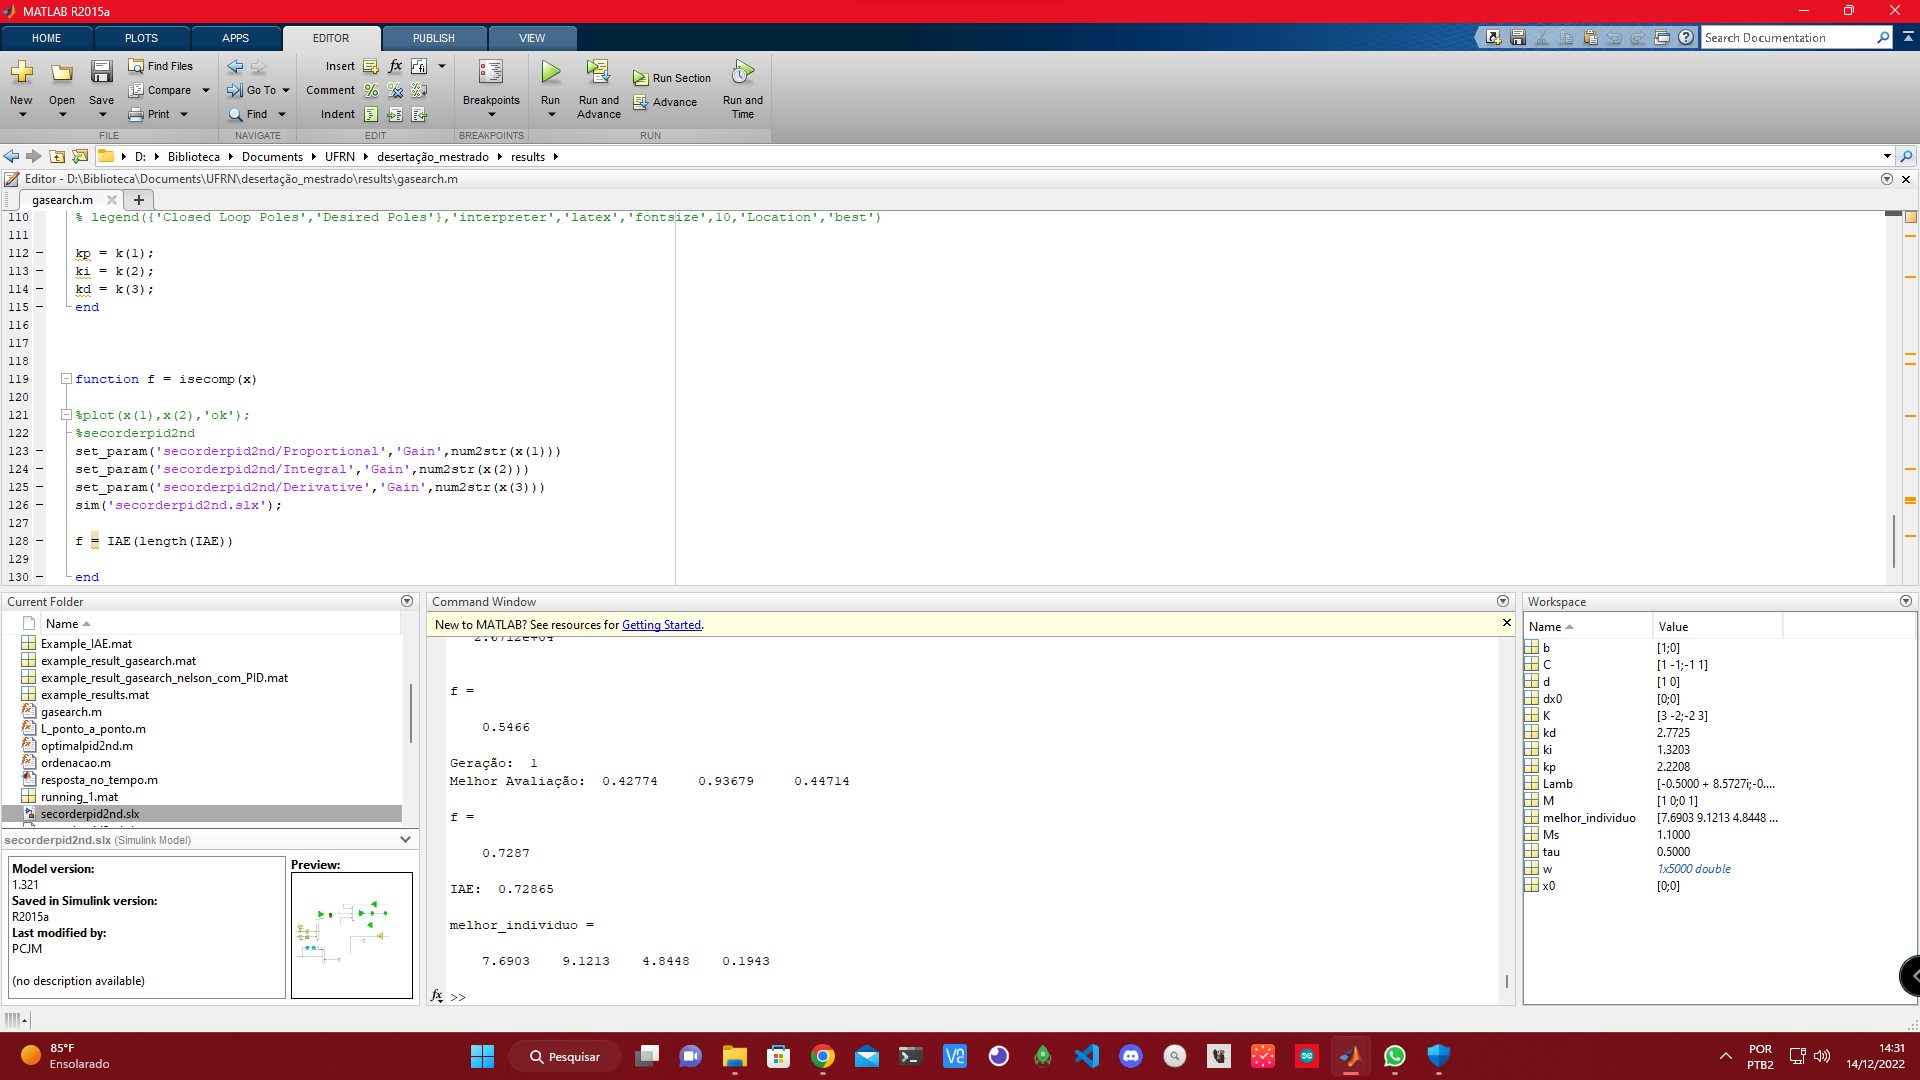 MATLAB R2015a
HOME PLOTS APPS EDITOR PUBLISH VIEW
Search Documentation
New Open Save Find Files Compare Print
Go To Find
Insert Comment Indent
Breakpoints
Run Run and Advance Run Section Advance Run and Time
FILE NAVIGATE EDIT BREAKPOINTS RUN
D: Biblioteca Documents UFRN desertação_mestrado results
Editor - D:\Biblioteca\Documents\UFRN\desertação_mestrado\results\gasearch.m
gasearch.m
110 % legend({'Closed Loop Poles','Desired Poles'},'interpreter','latex','fontsize',10,'Location','best')
111
112 kp = k(1);
113 ki = k(2);
114 kd = k(3);
115 end
116
117
118
119 function f = isecomp(x)
120
121 %plot(x(1),x(2),'ok');
122 %secorderpid2nd
123 set_param('secorderpid2nd/Proportional','Gain',num2str(x(1)))
124 set_param('secorderpid2nd/Integral','Gain',num2str(x(2)))
125 set_param('secorderpid2nd/Derivative','Gain',num2str(x(3)))
126 sim('secorderpid2nd.slx');
127
128 f = IAE(length(IAE))
129
130 end
Current Folder
Name
Example_IAE.mat
example_result_gasearch.mat
example_result_gasearch_nelson_com_PID.mat
example_results.mat
gasearch.m
L_ponto_a_ponto.m
optimalpid2nd.m
ordenacao.m
resposta_no_tempo.m
running_1.mat
secorderpid2nd.slx
secorderpid2nd.slx (Simulink Model)
Model version:
1.321
Saved in Simulink version:
R2015a
Last modified by:
PCJM
(no description available)
Preview:
Command Window
New to MATLAB? See resources for Getting Started.
2.6712e+04
f =
0.5466
Geração: 1
Melhor Avaliação: 0.42774 0.93679 0.44714
f =
0.7287
IAE: 0.72865
melhor_individuo =
7.6903 9.1213 4.8448 0.1943
fx >>
Workspace
Name Value
b [1;0]
C [1 -1;-1 1]
d [1 0]
dx0 [0;0]
K [3 -2;-2 3]
kd 2.7725
ki 1.3203
kp 2.2208
Lamb [-0.5000 + 8.5727i;-0....
M [1 0;0 1]
melhor_individuo [7.6903 9.1213 4.8448 ...
Ms 1.1000
tau 0.5000
w 1x5000 double
x0 [0;0]
85°F
Ensolarado
Pesquisar
POR
PTB2
14:31
14/12/2022